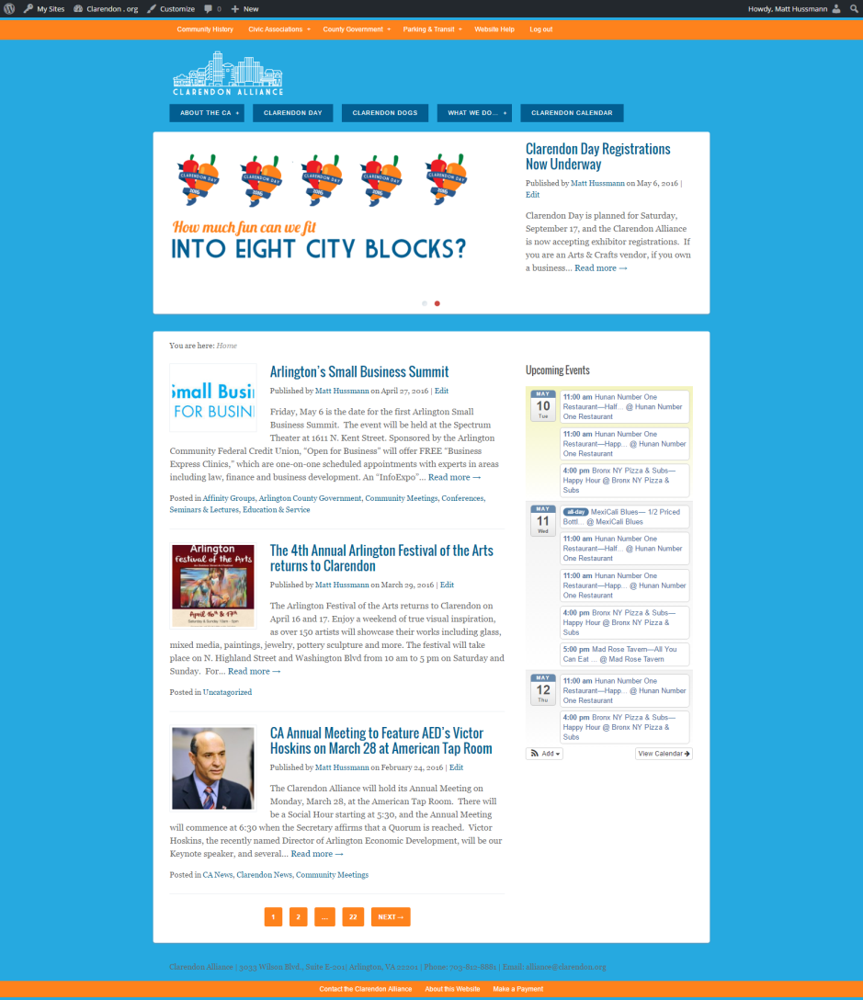 My Sites Clarendon . org Customize 0 New Howdy, Matt Hussmann
Community History Civic Associations County Government Parking & Transit Website Help Log out
CLARENDON ALLIANCE
ABOUT THE CA + CLARENDON DAY CLARENDON DOGS WHAT WE DO... + CLARENDON CALENDAR
CLARENDON DAY CLARENDON DAY CLARENDON DAY CLARENDON DAY CLARENDON DAY
2016 2016 2016 2016 2016
How much fun can we fit
INTO EIGHT CITY BLOCKS?
Clarendon Day Registrations
Now Underway
Published by Matt Hussmann on May 6, 2016 |
Edit
Clarendon Day is planned for Saturday,
September 17, and the Clarendon Alliance
is now accepting exhibitor registrations. If
you are an Arts & Crafts vendor, if you own
a business... Read more →
You are here: Home
Small Busi
FOR BUSIN
Arlington's Small Business Summit
Published by Matt Hussmann on April 27, 2016 | Edit
Friday, May 6 is the date for the first Arlington Small
Business Summit. The event will be held at the Spectrum
Theater at 1611 N. Kent Street. Sponsored by the Arlington
Community Federal Credit Union, "Open for Business" will offer FREE "Business
Express Clinics," which are one-on-one scheduled appointments with experts in areas
including law, finance and business development. An "InfoExpo"... Read more →
Posted in Affinity Groups, Arlington County Government, Community Meetings, Conferences,
Seminars & Lectures, Education & Service
Arlington
Festival of the Arts
April 16th & 17th
The 4th Annual Arlington Festival of the Arts
returns to Clarendon
Published by Matt Hussmann on March 29, 2016 | Edit
The Arlington Festival of the Arts returns to Clarendon on
April 16 and 17. Enjoy a weekend of true visual inspiration,
as over 150 artists will showcase their works including glass,
mixed media, paintings, jewelry, pottery sculpture and more. The festival will take
place on N. Highland Street and Washington Blvd from 10 am to 5 pm on Saturday and
Sunday. For... Read more →
Posted in Uncatagorized
CA Annual Meeting to Feature AED's Victor
Hoskins on March 28 at American Tap Room
Published by Matt Hussmann on February 24, 2016 | Edit
The Clarendon Alliance will hold its Annual Meeting on
Monday, March 28, at the American Tap Room. There will
be a Social Hour starting at 5:30, and the Annual Meeting
will commence at 6:30 when the Secretary affirms that a Quorum is reached. Victor
Hoskins, the recently named Director of Arlington Economic Development, will be our
Keynote speaker, and several... Read more →
Posted in CA News, Clarendon News, Community Meetings
1 2 ... 22 NEXT →
Upcoming Events
MAY
10
Tue
11:00 am Hunan Number One
Restaurant—Half... @ Hunan Number
One Restaurant
11:00 am Hunan Number One
Restaurant—Happ... @ Hunan Number
One Restaurant
4:00 pm Bronx NY Pizza & Subs—
Happy Hour @ Bronx NY Pizza &
Subs
MAY
11
Wed
all-day MexiCali Blues— 1/2 Priced
Bottl... @ MexiCali Blues
11:00 am Hunan Number One
Restaurant—Half... @ Hunan Number
One Restaurant
11:00 am Hunan Number One
Restaurant—Happ... @ Hunan Number
One Restaurant
4:00 pm Bronx NY Pizza & Subs—
Happy Hour @ Bronx NY Pizza &
Subs
5:00 pm Mad Rose Tavern—All You
Can Eat ... @ Mad Rose Tavern
MAY
12
Thu
11:00 am Hunan Number One
Restaurant—Happ... @ Hunan Number
One Restaurant
4:00 pm Bronx NY Pizza & Subs—
Happy Hour @ Bronx NY Pizza &
Subs
Add View Calendar
Clarendon Alliance | 3033 Wilson Blvd., Suite E-201| Arlington, VA 22201 | Phone: 703-812-8881 | Email: alliance@clarendon.org
Contact the Clarendon Alliance About this Website Make a Payment